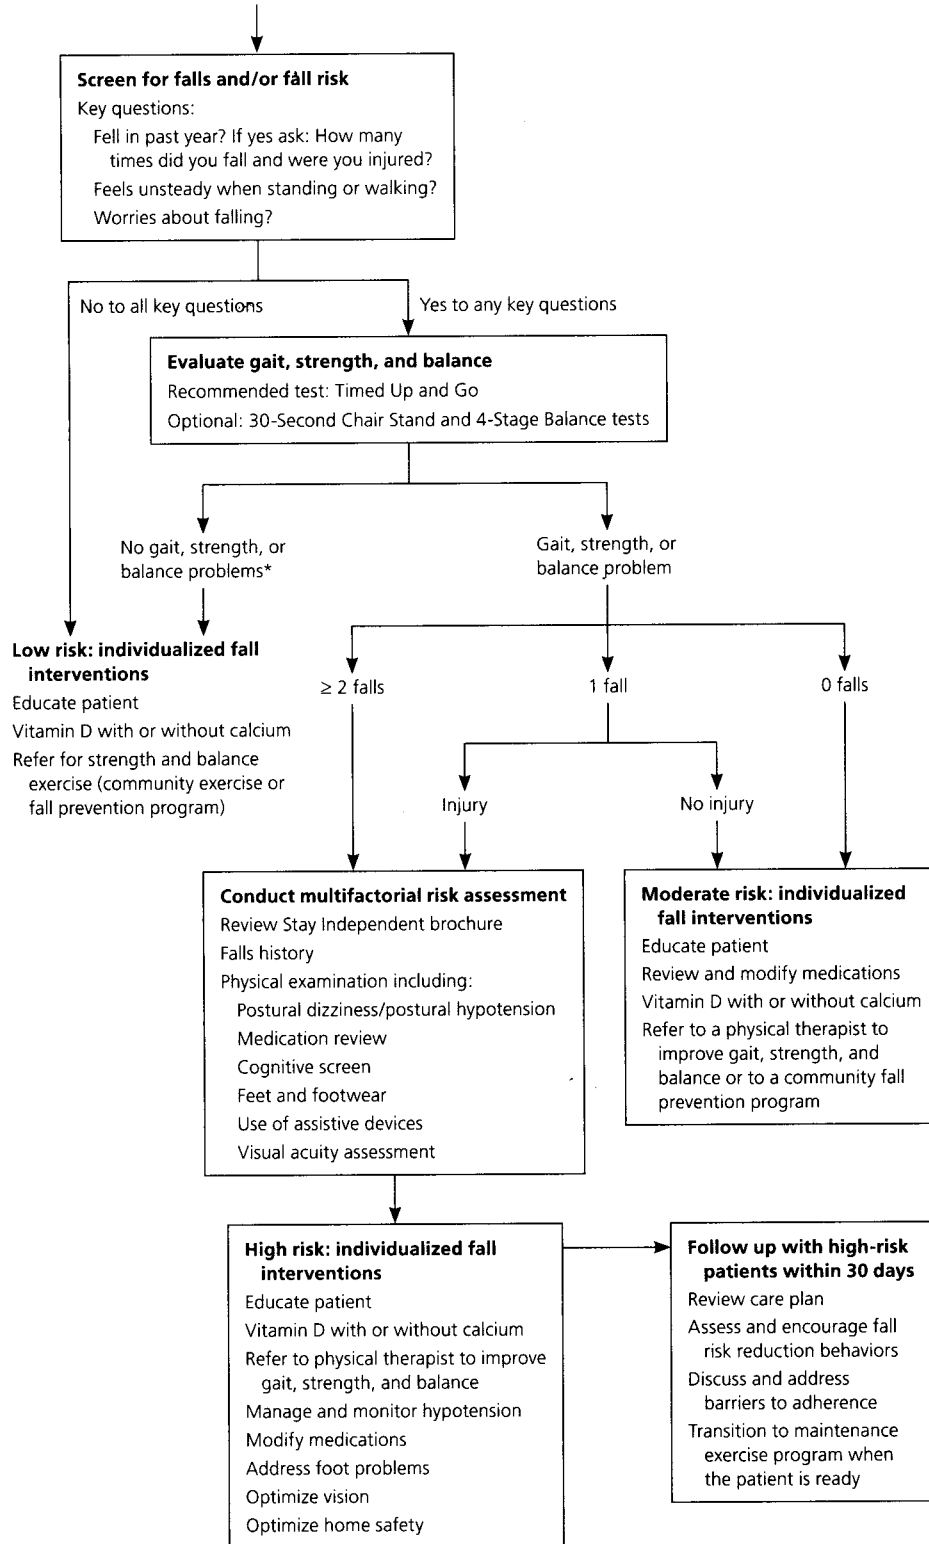 Screen for falls and/or fall risk
Key questions:
Fell in past year? If yes ask: How many
times did you fall and were you injured?
Feels unsteady when standing or walking?
Worries about falling?
No to all key questions
Yes to any key questions
Evaluate gait, strength, and balance
Recommended test: Timed Up and Go
Optional: 30-Second Chair Stand and 4-Stage Balance tests
No gait, strength, or
balance problems*
Gait, strength, or
balance problem
Low risk: individualized fall
interventions
Educate patient
Vitamin D with or without calcium
Refer for strength and balance
exercise (community exercise or
fall prevention program)
≥ 2 falls
1 fall
0 falls
Injury
No injury
Conduct multifactorial risk assessment
Review Stay Independent brochure
Falls history
Physical examination including:
Postural dizziness/postural hypotension
Medication review
Cognitive screen
Feet and footwear
Use of assistive devices
Visual acuity assessment
Moderate risk: individualized
fall interventions
Educate patient
Review and modify medications
Vitamin D with or without calcium
Refer to a physical therapist to
improve gait, strength, and
balance or to a community fall
prevention program
High risk: individualized fall
interventions
Educate patient
Vitamin D with or without calcium
Refer to physical therapist to improve
gait, strength, and balance
Manage and monitor hypotension
Modify medications
Address foot problems
Optimize vision
Optimize home safety
Follow up with high-risk
patients within 30 days
Review care plan
Assess and encourage fall
risk reduction behaviors
Discuss and address
barriers to adherence
Transition to maintenance
exercise program when
the patient is ready